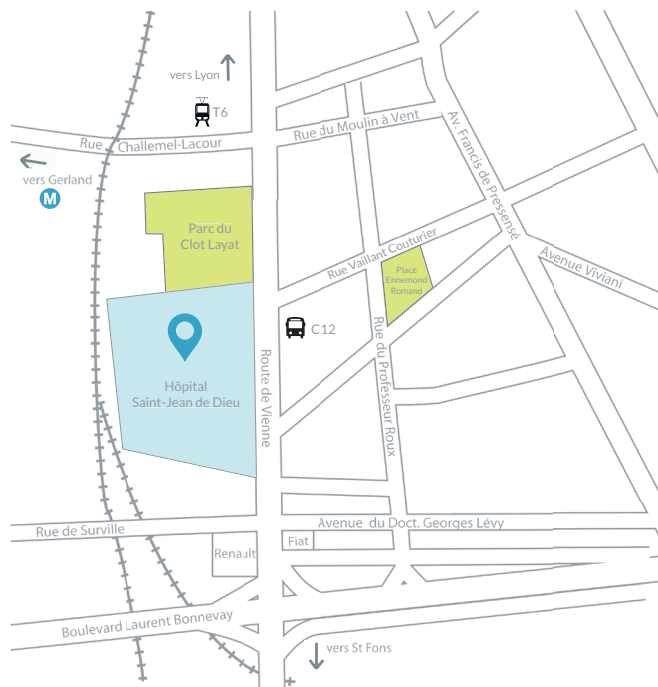 vers Lyon
T6
Rue Challemel-Lacour
Rue du Moulin à Vent
Av. Francis de Pressensé
vers Gerland
M
Parc du
Clot Layat
Rue Vaillant Couturier
Place
Ennemond
Romand
Avenue Viviani
C12
Hôpital
Saint-Jean de Dieu
Route de Vienne
Rue du Professeur Roux
Rue de Surville
Avenue du Doct. Georges Lévy
Fiat
Renault
Boulevard Laurent Bonnevay
vers St Fons